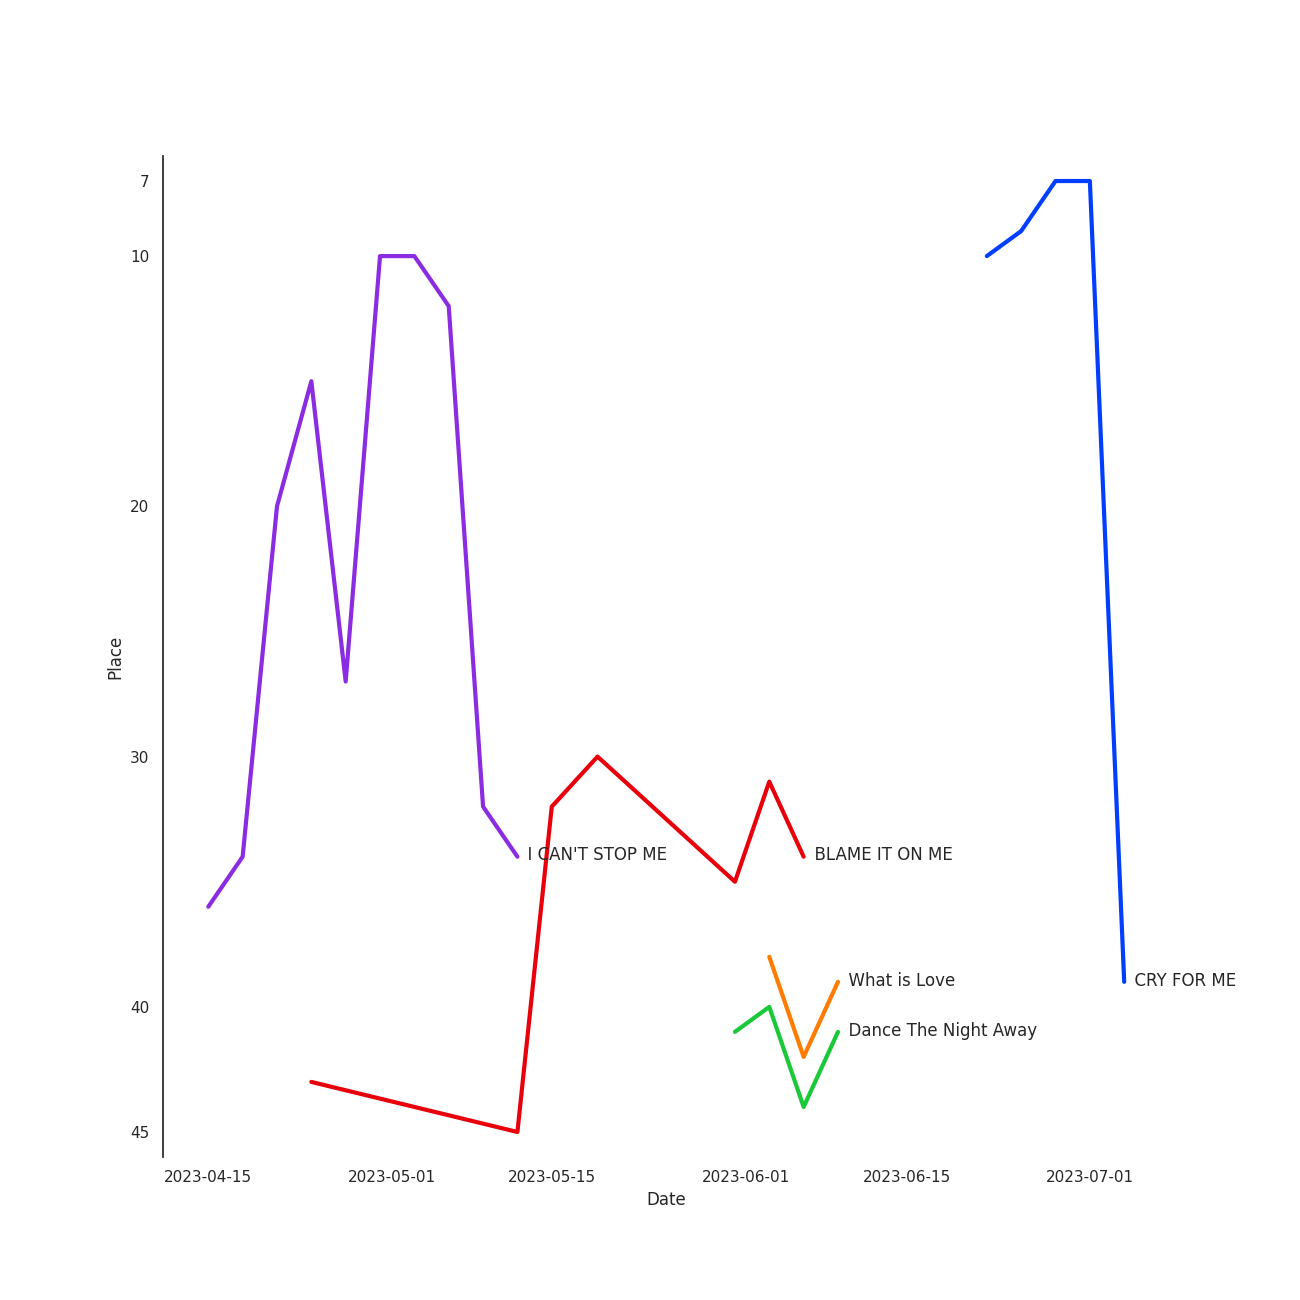 7
10
20
30
40
45
Place
I CAN'T STOP ME
BLAME IT ON ME
What is Love
CRY FOR ME
Dance The Night Away
2023-04-15
2023-05-01
2023-05-15
2023-06-01
2023-06-15
2023-07-01
Date